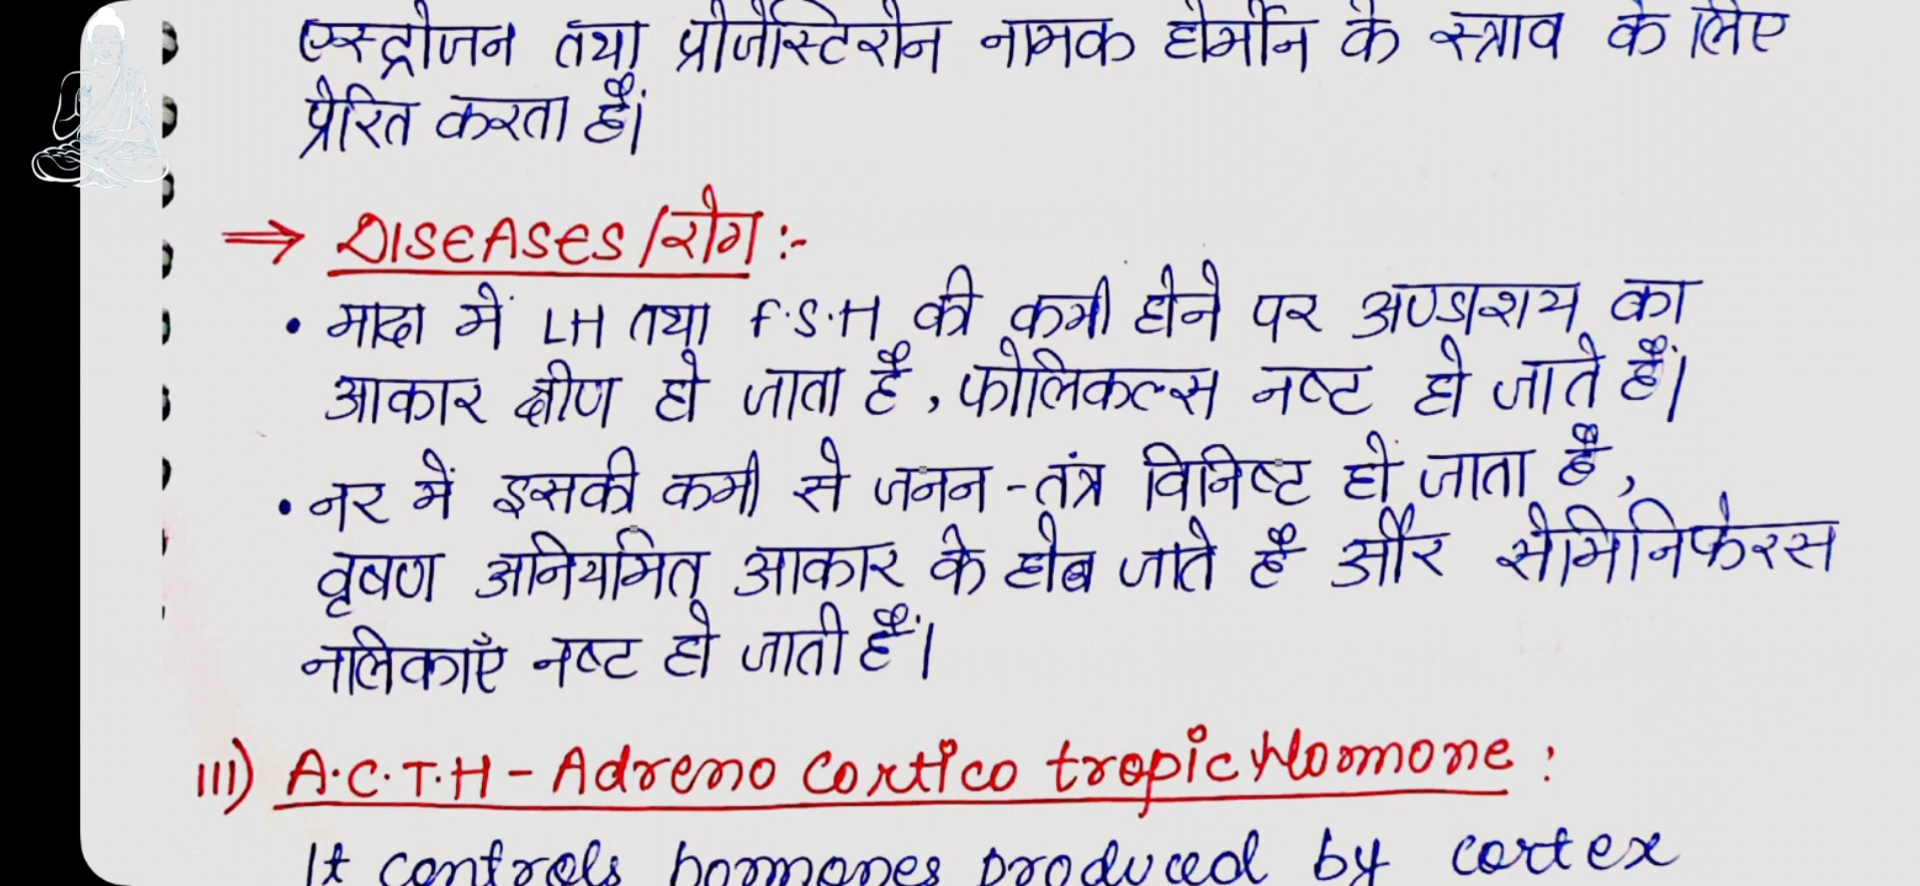 एस्ट्रोजन तथा प्रोजेस्टिरोन नामक हार्मोन के स्त्राव के लिए
प्रेरित करता है।
⇒ DISEASES/रोग :-
• मादा में LH तथा F.S.H की कमी होने पर अण्डाशय का
आकार क्षीण हो जाता है, फोलिकल्स नष्ट हो जाते हैं।
• नर में इसकी कमी से जनन-तंत्र विनिष्ट हो जाता है,
वृषण अनियमित आकार के हो जाते है और सेमिनिफेरस
नालिकाएँ नष्ट हो जाती हैं।
III) A.C.T.H - Adreno Cortico tropic Hormone :
It controls hormones produced by cortex